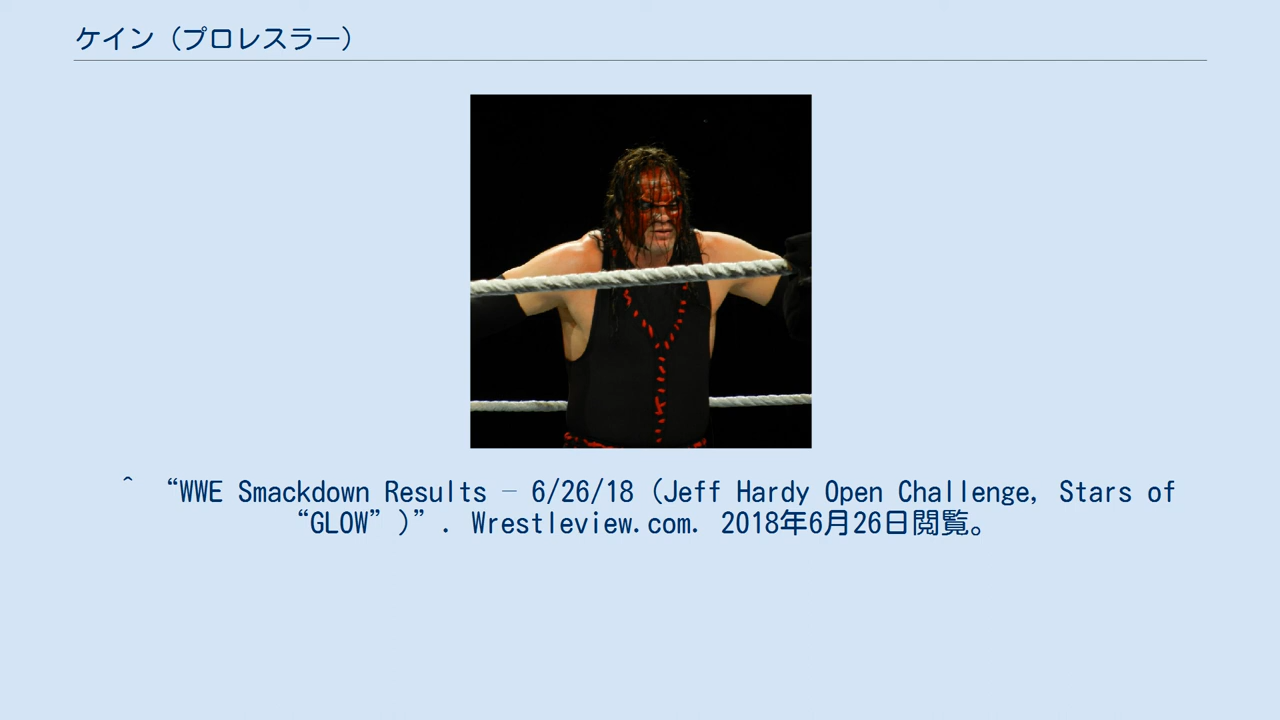 ケイン（プロレスラー）
^ “WWE Smackdown Results – 6/26/18 (Jeff Hardy Open Challenge, Stars of
“GLOW”)”. Wrestleview.com. 2018年6月26日閲覧。